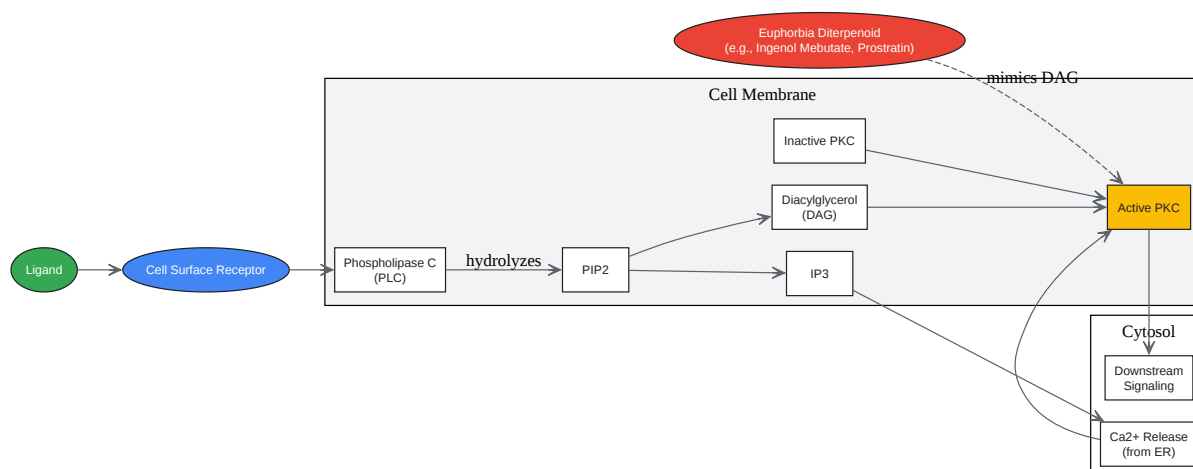 Euphorbia Diterpenoid
(e.g., Ingenol Mebutate, Prostratin)
mimics DAG
Cell Membrane
Inactive PKC
Diacylglycerol
(DAG)
Active PKC
Ligand
Cell Surface Receptor
Phospholipase C
(PLC)
hydrolyzes
PIP2
IP3
Cytosol
Downstream
Signaling
Ca2+ Release
(from ER)